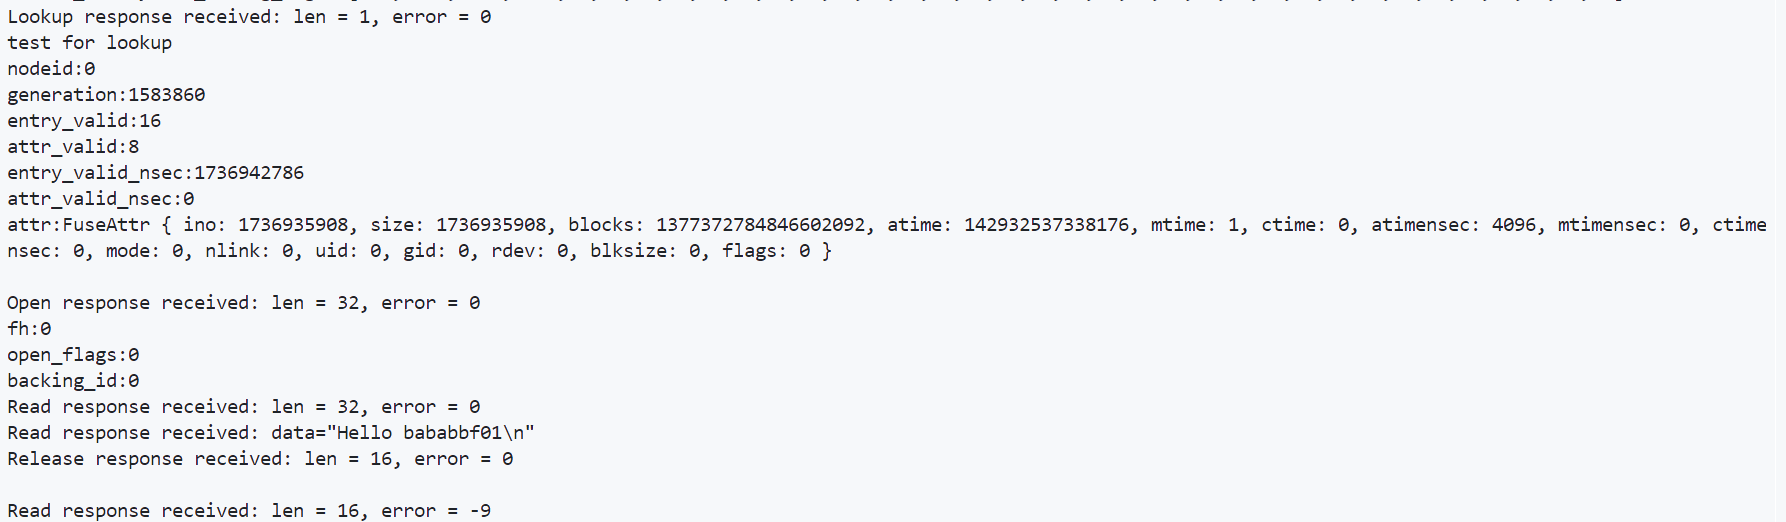 Lookup response received: len = 1, error = 0
test for lookup
nodeid:0
generation:1583860
entry_valid:16
attr_valid:8
entry_valid_nsec:1736942786
attr_valid_nsec:0
attr:FuseAttr { ino: 1736935908, size: 1736935908, blocks: 1377372784846602092, atime: 142932537338176, mtime: 1, ctime: 0, atimensec: 4096, mtimensec: 0, ctime
nsec: 0, mode: 0, nlink: 0, uid: 0, gid: 0, rdev: 0, blksize: 0, flags: 0 }
Open response received: len = 32, error = 0
fh:0
open_flags:0
backing_id:0
Read response received: len = 32, error = 0
Read response received: data="Hello bababbf01\n"
Release response received: len = 16, error = 0
Read response received: len = 16, error = -9